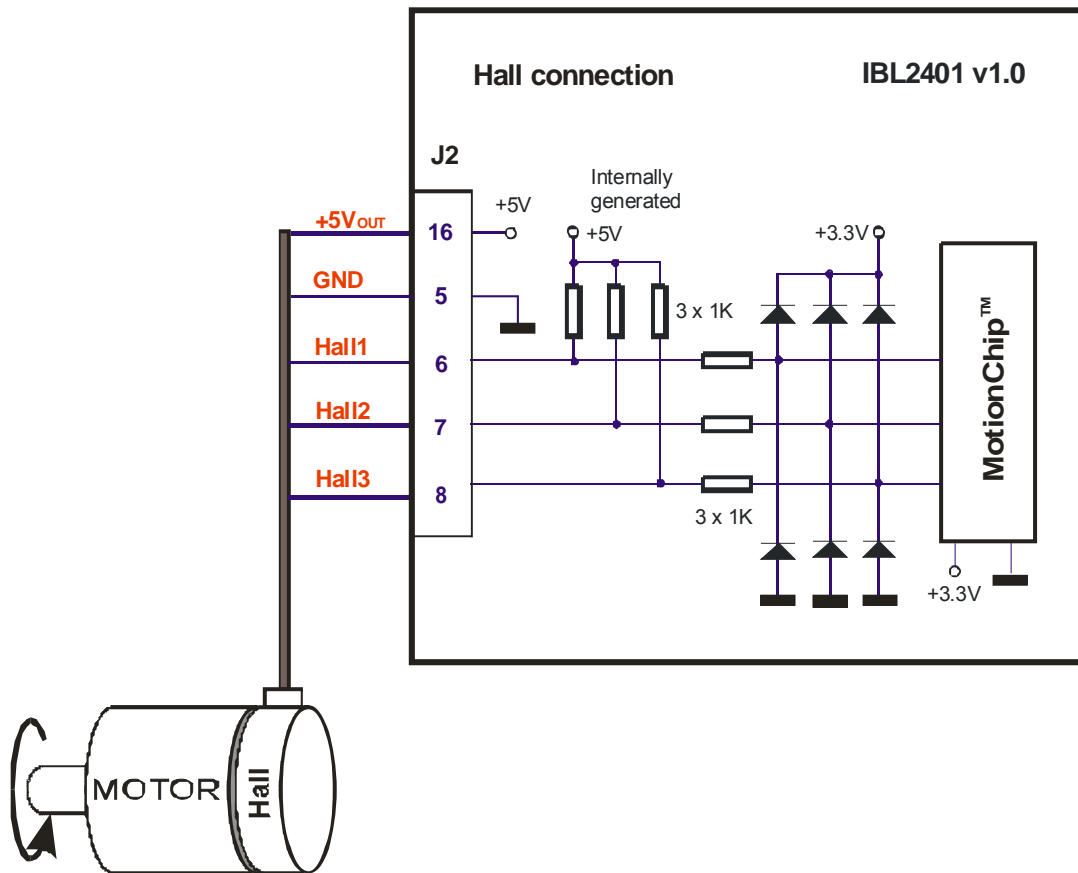 Hall connection
IBL2401 v1.0
J2
Internally
generated
+5VOUT
16
+5V
+5V
+3.3V
GND
5
3 x 1K
Hall1
6
Hall2
7
Hall3
8
3 x 1K
MotionChip™
+3.3V
MOTOR
Hall